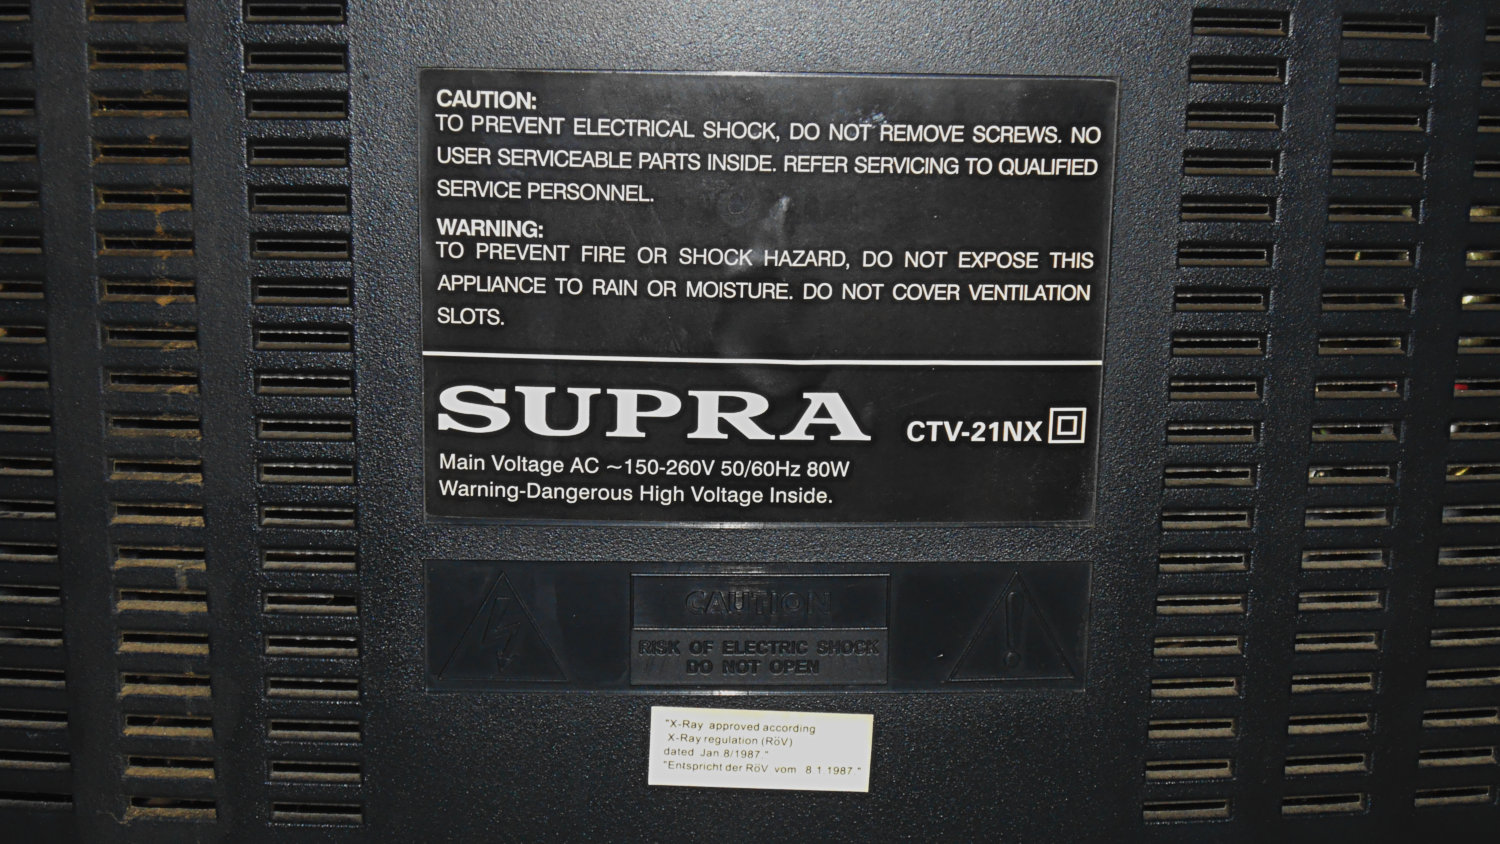 CAUTION:
TO PREVENT ELECTRICAL SHOCK, DO NOT REMOVE SCREWS. NO
USER SERVICEABLE PARTS INSIDE. REFER SERVICING TO QUALIFIED
SERVICE PERSONNEL.
WARNING:
TO PREVENT FIRE OR SHOCK HAZARD, DO NOT EXPOSE THIS
APPLIANCE TO RAIN OR MOISTURE. DO NOT COVER VENTILATION
SLOTS.
SUPRA CTV-21NX
Main Voltage AC ~150-260V 50/60Hz 80W
Warning-Dangerous High Voltage Inside.
CAUTION
RISK OF ELECTRIC SHOCK
DO NOT OPEN
"X-Ray approved according
X-Ray regulation (RöV)
dated Jan.8/1987."
"Entspricht der RöV vom 8 1 1987."